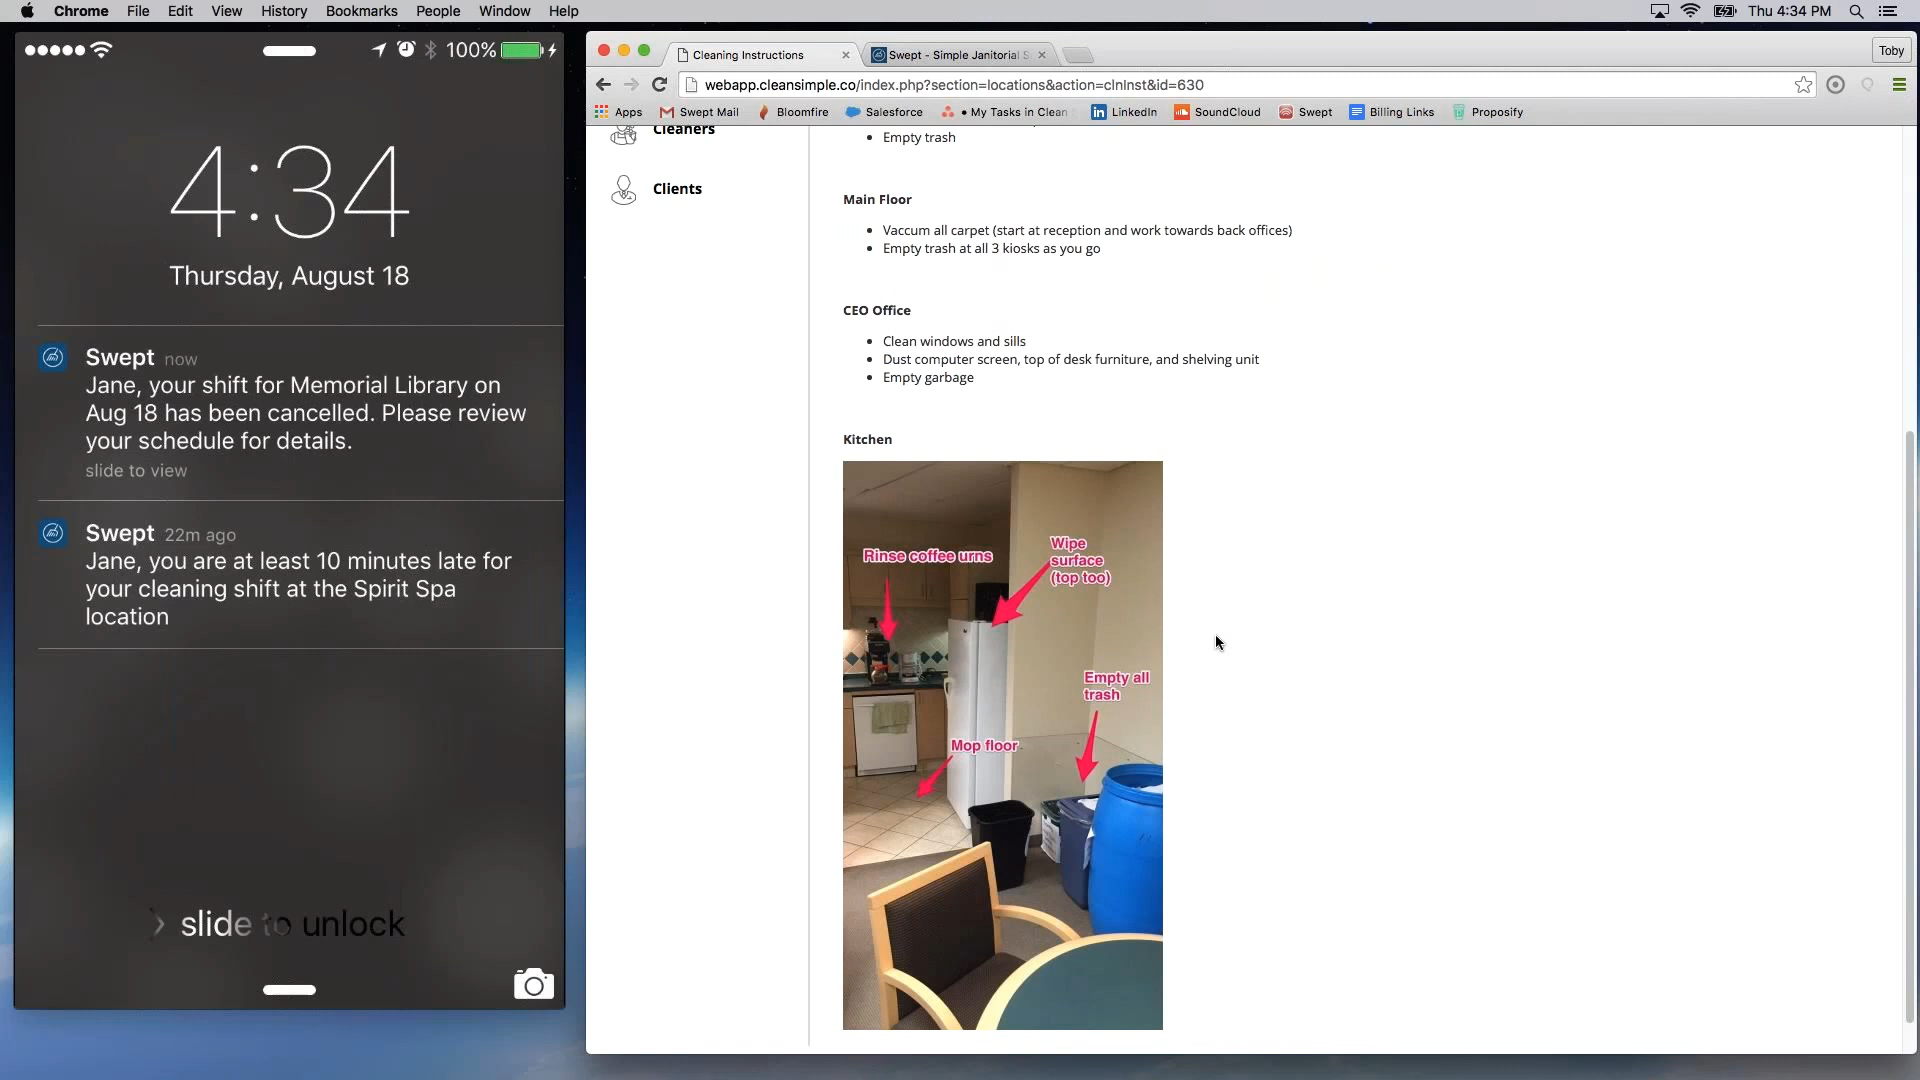 Chrome File Edit View History Bookmarks People Window Help
Thu 4:34 PM
100%
4:34
Thursday, August 18
Swept now
Jane, your shift for Memorial Library on
Aug 18 has been cancelled. Please review
your schedule for details.
slide to view
Swept 22m ago
Jane, you are at least 10 minutes late for
your cleaning shift at the Spirit Spa
location
slide to unlock
Cleaning Instructions
Swept - Simple Janitorial S
Toby
webapp.cleansimple.co/index.php?section=locations&action=clnInst&id=630
Apps Swept Mail Bloomfire Salesforce • My Tasks in Clean LinkedIn SoundCloud Swept Billing Links Proposify
Cleaners
Clients
Empty trash
Main Floor
Vaccum all carpet (start at reception and work towards back offices)
Empty trash at all 3 kiosks as you go
CEO Office
Clean windows and sills
Dust computer screen, top of desk furniture, and shelving unit
Empty garbage
Kitchen
Rinse coffee urns
Wipe
surface
(top too)
Empty all
trash
Mop floor